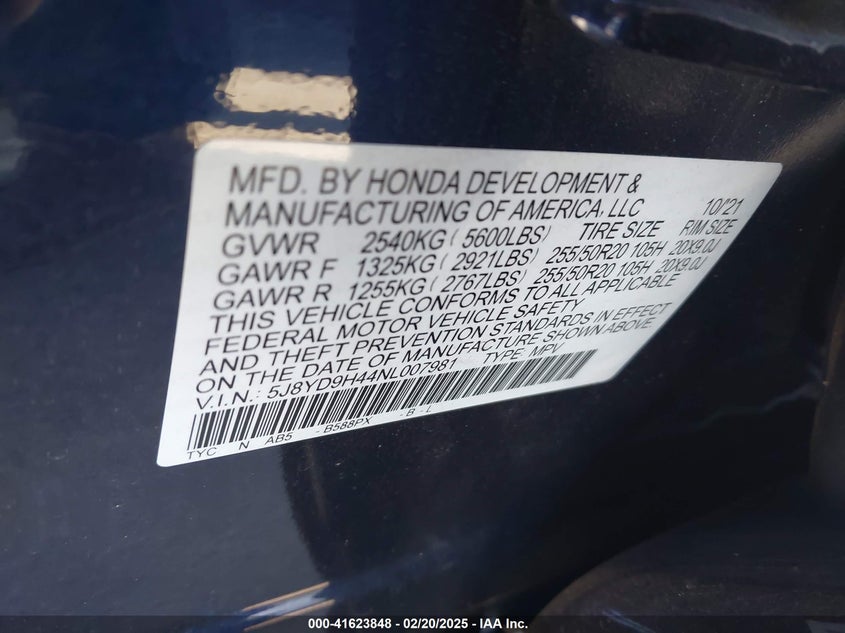 MFD. BY HONDA DEVELOPMENT &
MANUFACTURING OF AMERICA, LLC 10/21
GVWR 2540KG ( 5600LBS) TIRE SIZE RIM SIZE
GAWR F 1325KG ( 2921LBS) 255/50R20 105H 20X9.0J
GAWR R 1255KG ( 2767LBS) 255/50R20 105H 20X9.0J
THIS VEHICLE CONFORMS TO ALL APPLICABLE
FEDERAL MOTOR VEHICLE SAFETY
AND THEFT PREVENTION STANDARDS IN EFFECT
ON THE DATE OF MANUFACTURE SHOWN ABOVE
V.I.N.: 5J8YD9H44NL007981 TYPE: MPV
TYC N AB5 - B588PX - B - L
000-41623848 — 02/20/2025 — IAA Inc.